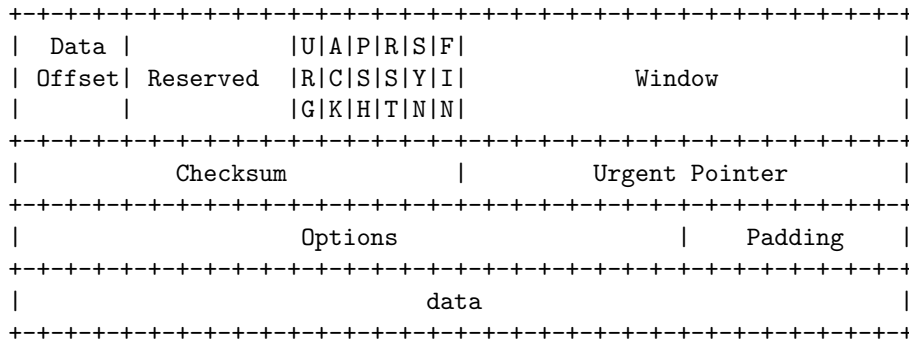 +-+-+-+-+-+-+-+-+-+-+-+-+-+-+-+-+-+-+-+-+-+-+-+-+-+-+-+-+-+-+-+-+
|  Data |           |U|A|P|R|S|F|                               |
| Offset| Reserved  |R|C|S|S|Y|I|            Window             |
|       |           |G|K|H|T|N|N|                               |
+-+-+-+-+-+-+-+-+-+-+-+-+-+-+-+-+-+-+-+-+-+-+-+-+-+-+-+-+-+-+-+-+
|           Checksum            |         Urgent Pointer        |
+-+-+-+-+-+-+-+-+-+-+-+-+-+-+-+-+-+-+-+-+-+-+-+-+-+-+-+-+-+-+-+-+
|                    Options                    |    Padding    |
+-+-+-+-+-+-+-+-+-+-+-+-+-+-+-+-+-+-+-+-+-+-+-+-+-+-+-+-+-+-+-+-+
|                             data                              |
+-+-+-+-+-+-+-+-+-+-+-+-+-+-+-+-+-+-+-+-+-+-+-+-+-+-+-+-+-+-+-+-+